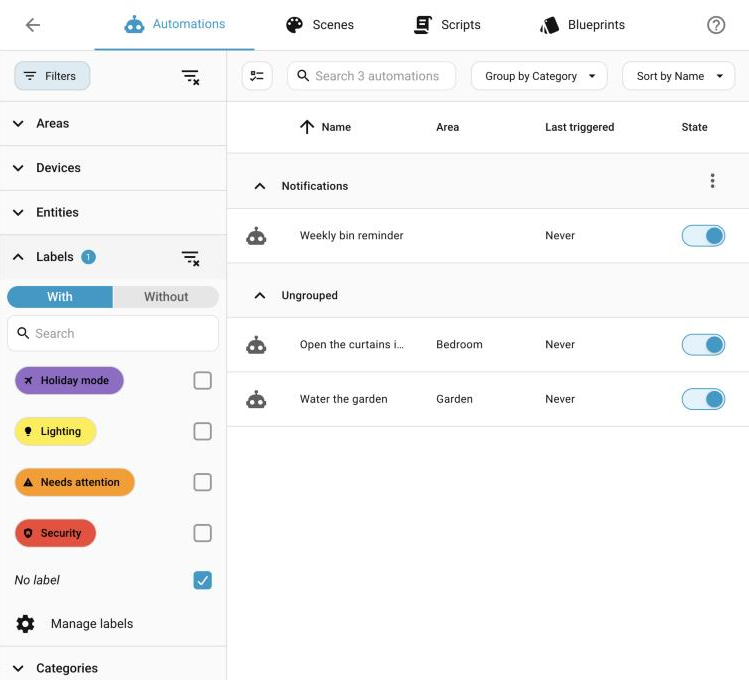 Automations Scenes Scripts Blueprints
Filters
Areas
Devices
Entities
Labels 1
With Without
Search
Holiday mode
Lighting
Needs attention
Security
No label
Manage labels
Categories
Search 3 automations Group by Category Sort by Name
Name Area Last triggered State
Notifications
Weekly bin reminder Never
Ungrouped
Open the curtains i... Bedroom Never
Water the garden Garden Never